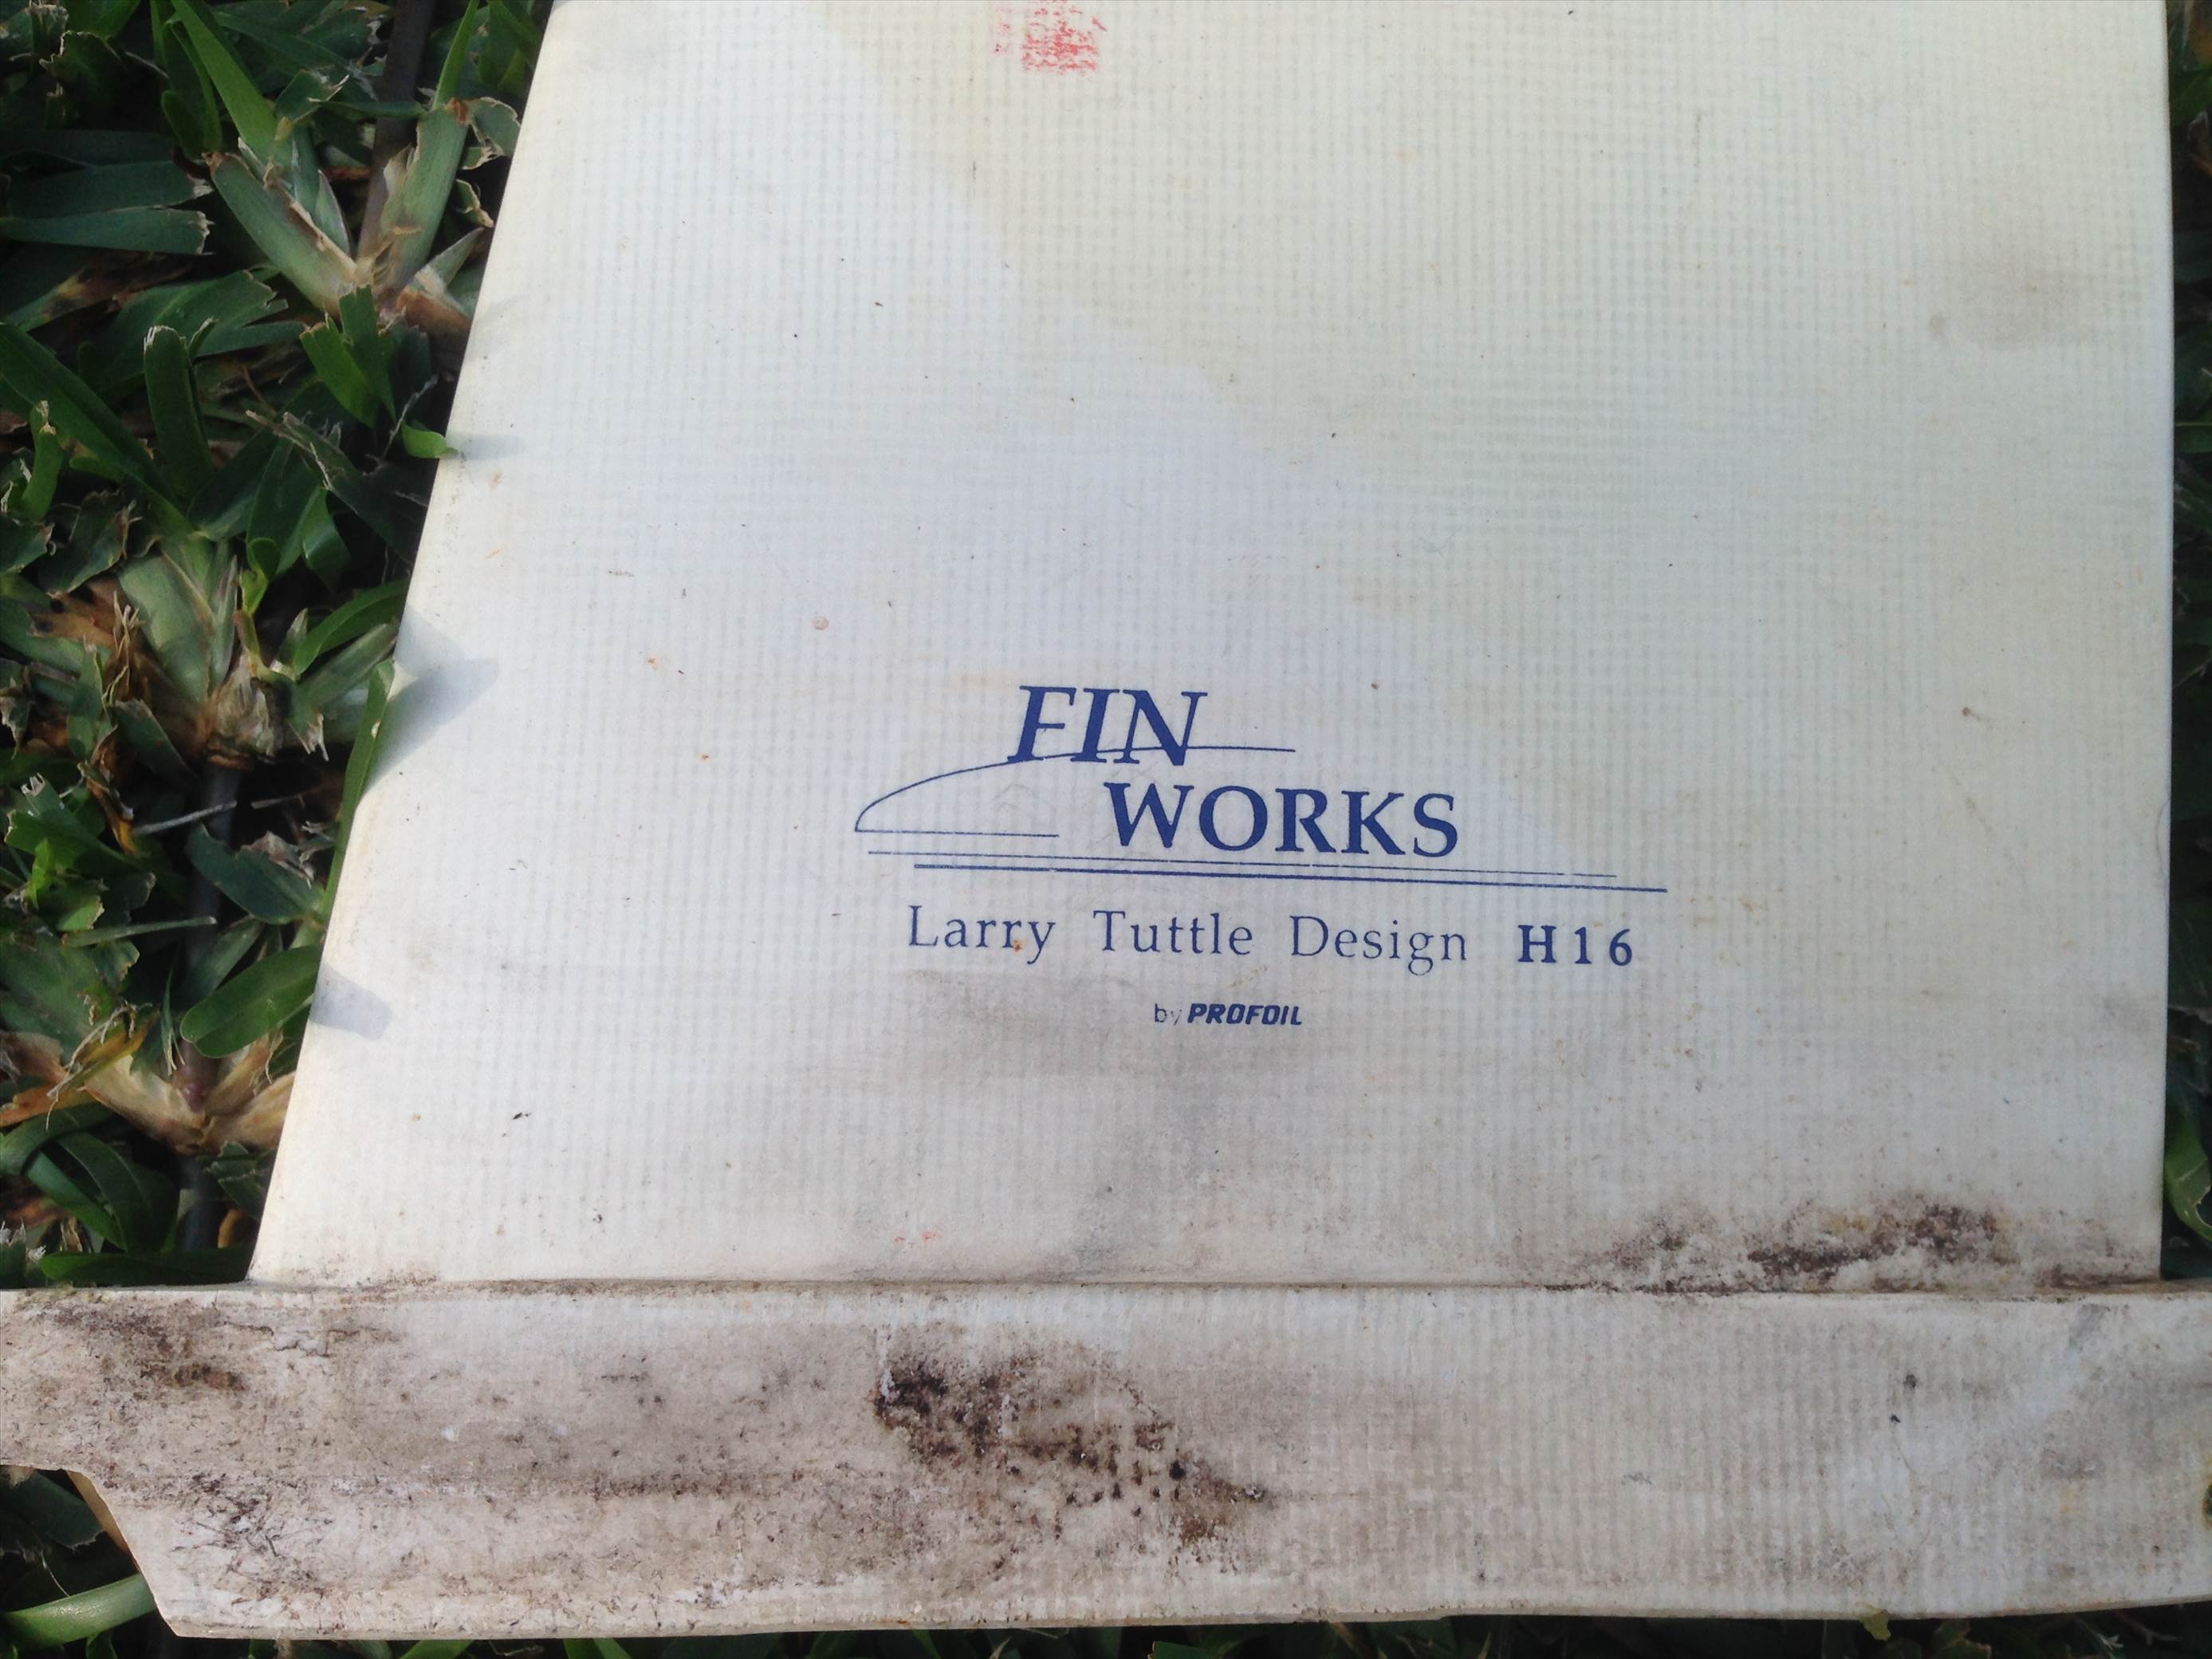 FIN
WORKS
Larry Tuttle Design H16
by PROFOIL